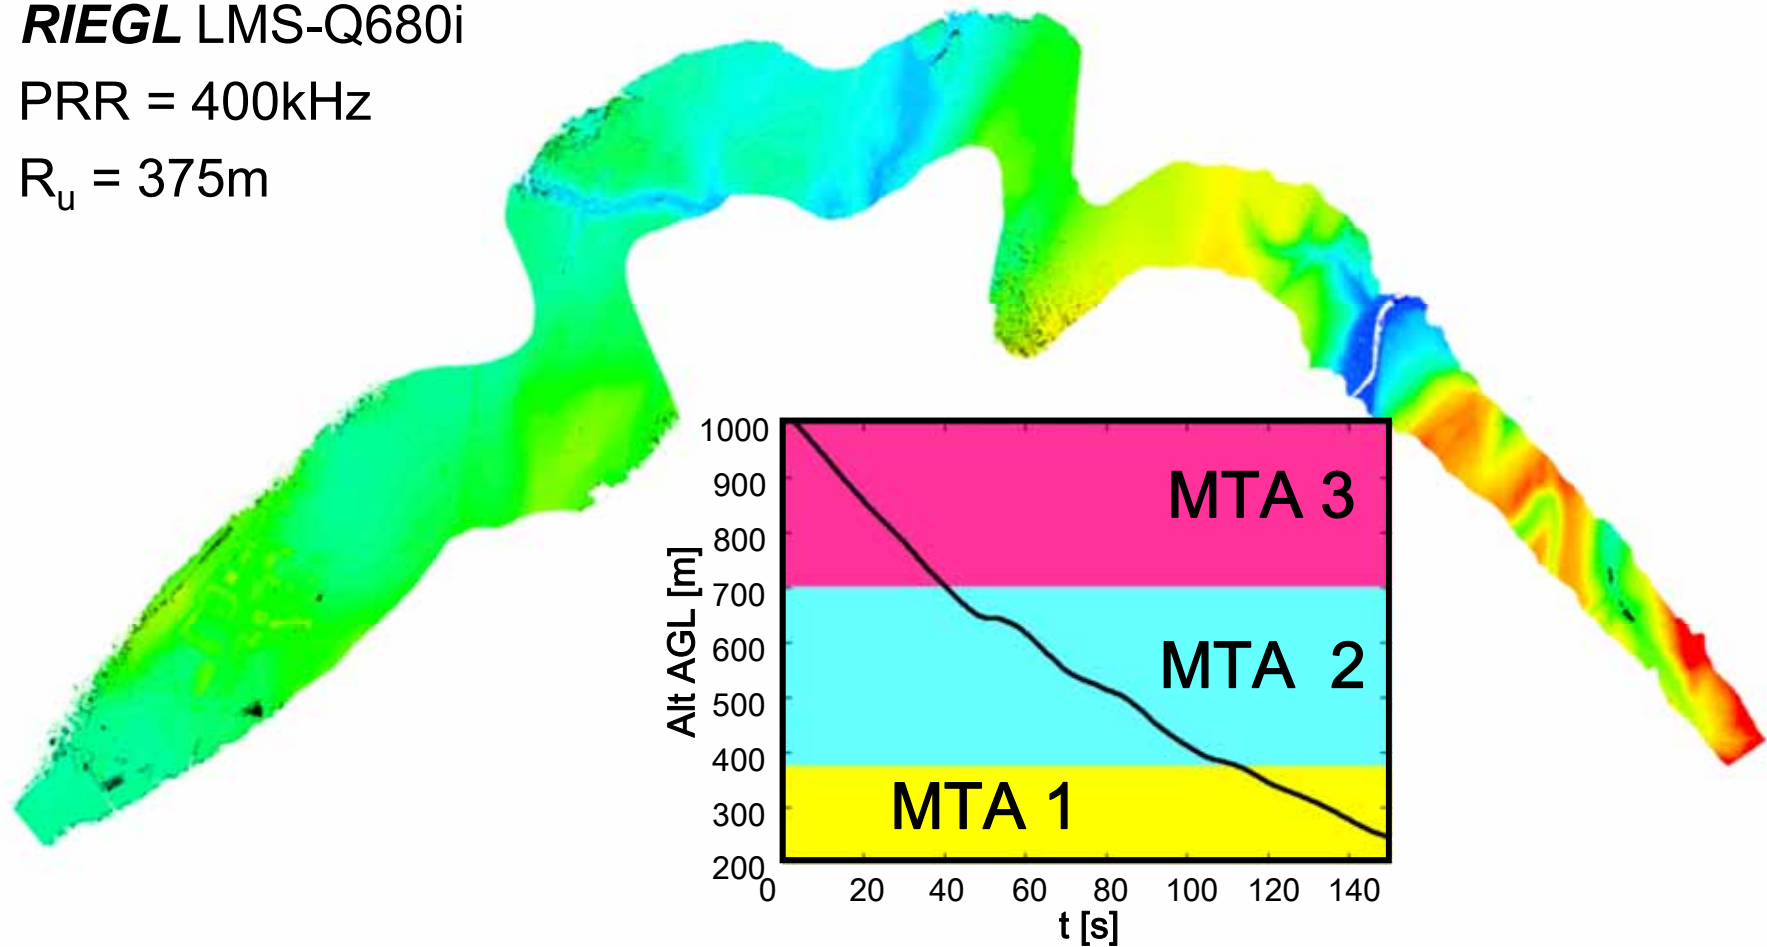 RIEGL LMS-Q680i
PRR = 400kHz
Ru = 375m
1000
900
800
700
600
500
400
300
200
Alt AGL [m]
MTA 3
MTA 2
MTA 1
0 20 40 60 80 100 120 140
t [s]